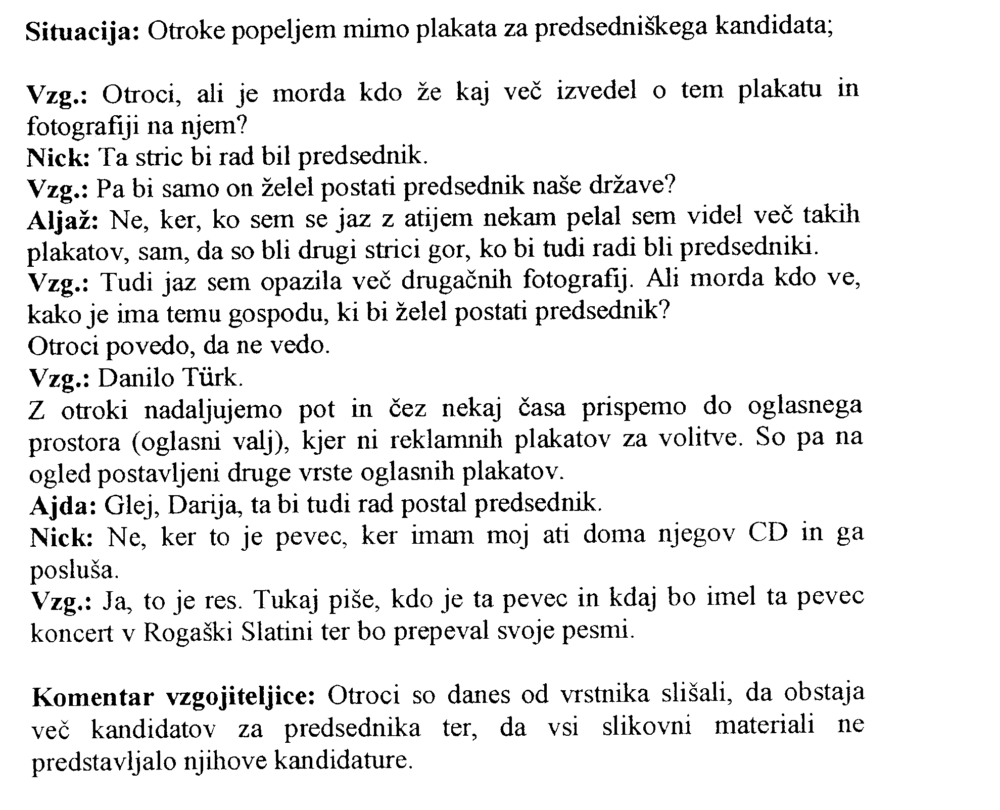 Situacija: Otroke popeljem mimo plakata za predsedniškega kandidata;
Vzg.: Otroci, ali je morda kdo že kaj več izvedel o tem plakatu in
fotografiji na njem?
Nick: Ta stric bi rad bil predsednik.
Vzg.: Pa bi samo on želel postati predsednik naše države?
Aljaž: Ne, ker, ko sem se jaz z atijem nekam pelal sem videl več takih
plakatov, sam, da so bli drugi strici gor, ko bi tudi radi bli predsedniki.
Vzg.: Tudi jaz sem opazila več drugačnih fotografij. Ali morda kdo ve,
kako je ima temu gospodu, ki bi želel postati predsednik?
Otroci povedo, da ne vedo.
Vzg.: Danilo Türk.
Z otroki nadaljujemo pot in čez nekaj časa prispemo do oglasnega
prostora (oglasni valj), kjer ni reklamnih plakatov za volitve. So pa na
ogled postavljeni druge vrste oglasnih plakatov.
Ajda: Glej, Darija, ta bi tudi rad postal predsednik.
Nick: Ne, ker to je pevec, ker imam moj ati doma njegov CD in ga
posluša.
Vzg.: Ja, to je res. Tukaj piše, kdo je ta pevec in kdaj bo imel ta pevec
koncert v Rogaški Slatini ter bo prepeval svoje pesmi.
Komentar vzgojiteljice: Otroci so danes od vrstnika slišali, da obstaja
več kandidatov za predsednika ter, da vsi slikovni materiali ne
predstavljalo njihove kandidature.